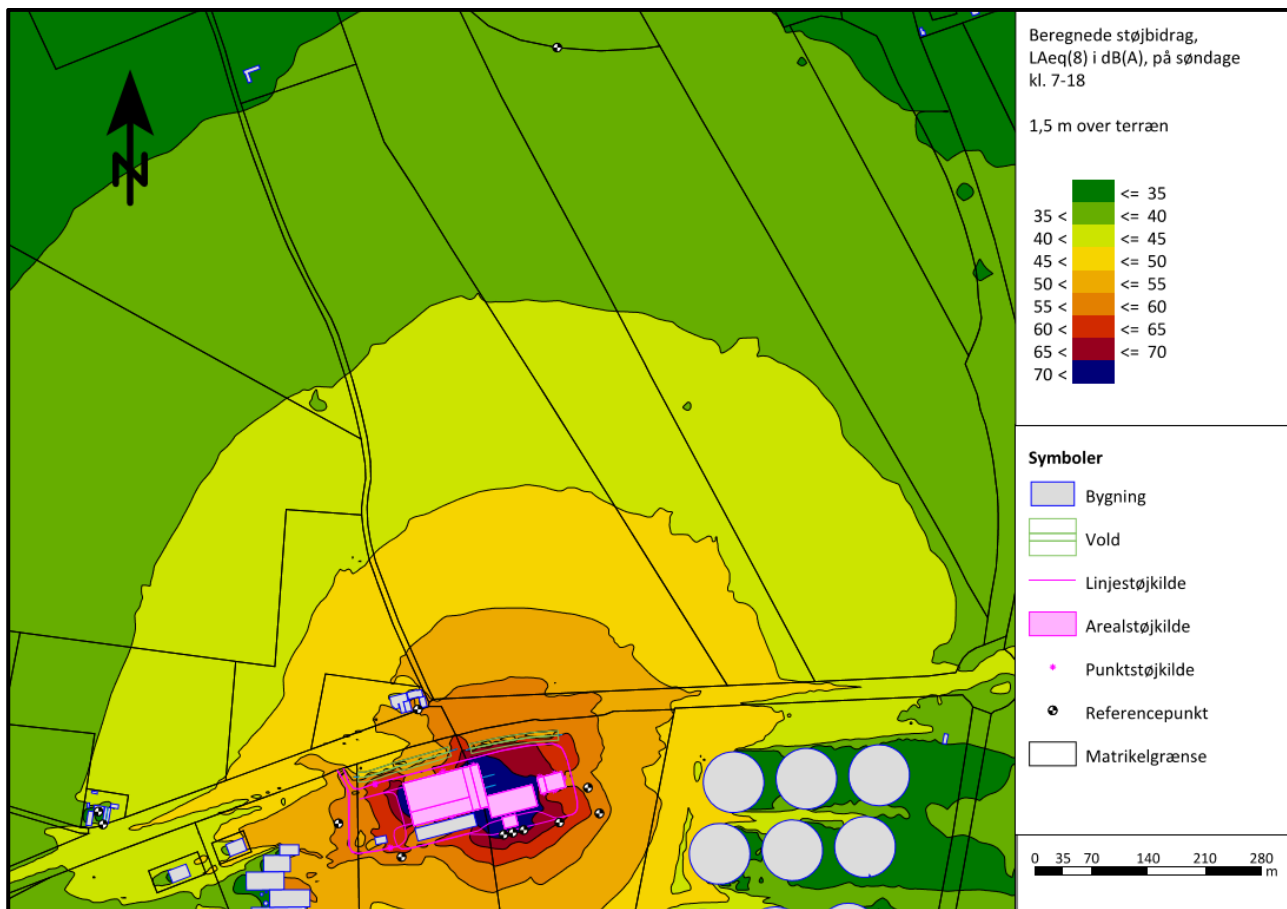 N
Beregnede støjbidrag,
LAeq(8) i dB(A), på søndage
kl. 7-18
1,5 m over terræn
<= 35
35 < <= 40
40 < <= 45
45 < <= 50
50 < <= 55
55 < <= 60
60 < <= 65
65 < <= 70
70 <
Symboler
Bygning
Vold
Linjestøjkilde
Arealstøjkilde
Punktstøjkilde
Referencepunkt
Matrikelgrænse
0 35 70 140 210 280
m